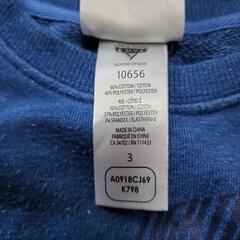 10656
60% COTTON / COTON
40% POLYESTER / POLYESTER
RIB / CÔTE
60% COTTON / COTON
37% POLYESTER / POLYESTER
3% SPANDEX / ÉLASTHANNE
MADE IN CHINA
FABRIQUÉ EN CHINE
CA 34702 / RN 111433
3
A0918CJ69
K798